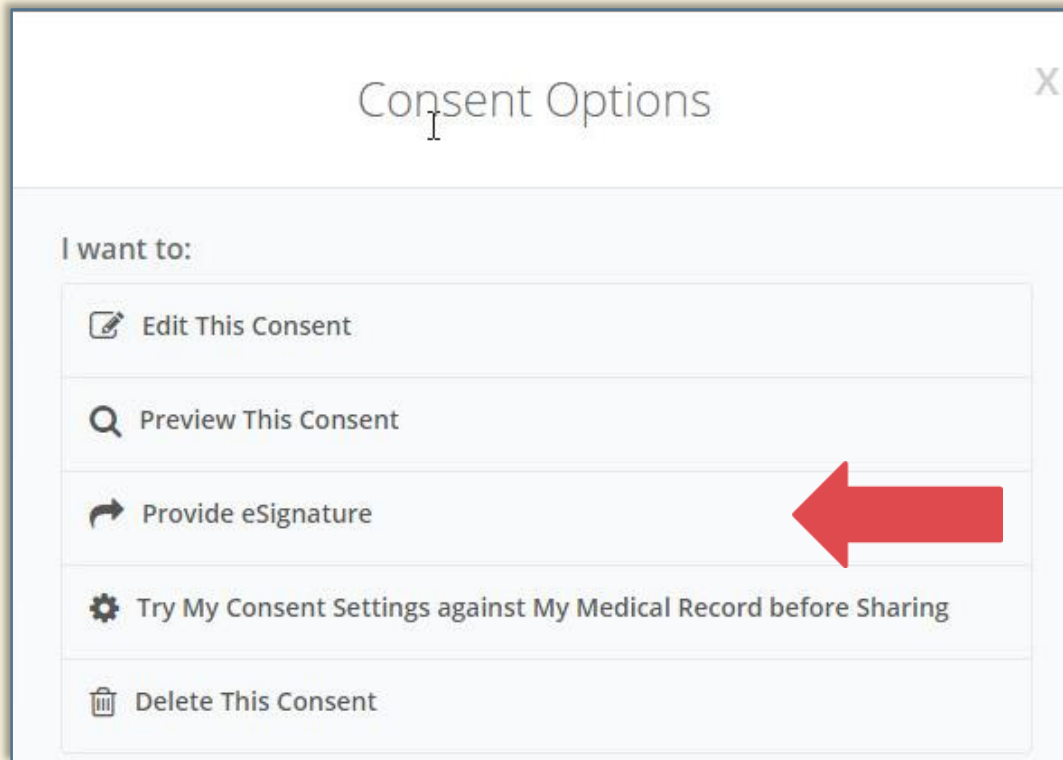 Consent Options
X
I want to:
Edit This Consent
Preview This Consent
Provide eSignature
Try My Consent Settings against My Medical Record before Sharing
Delete This Consent